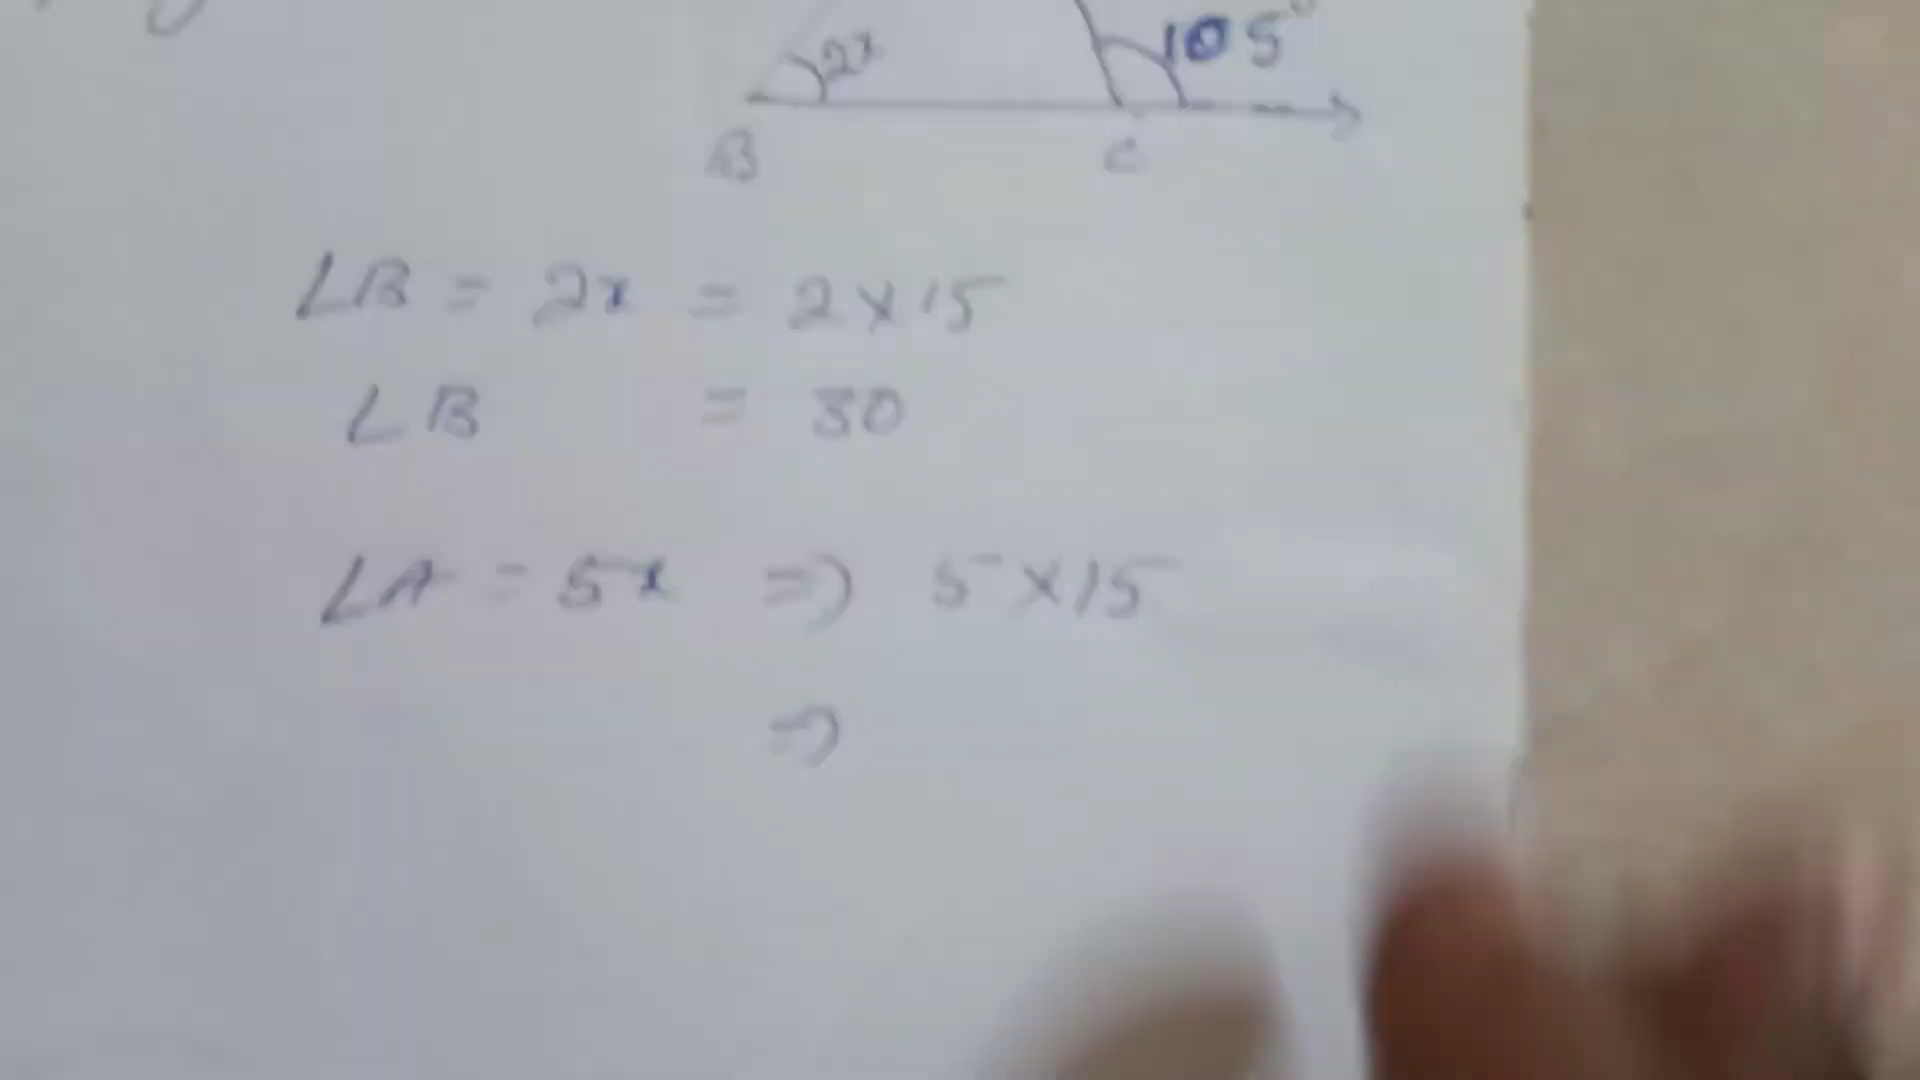 2x 105°
B C
∠B = 2x = 2×15
∠B = 30
∠A = 5x ⇒ 5×15
⇒